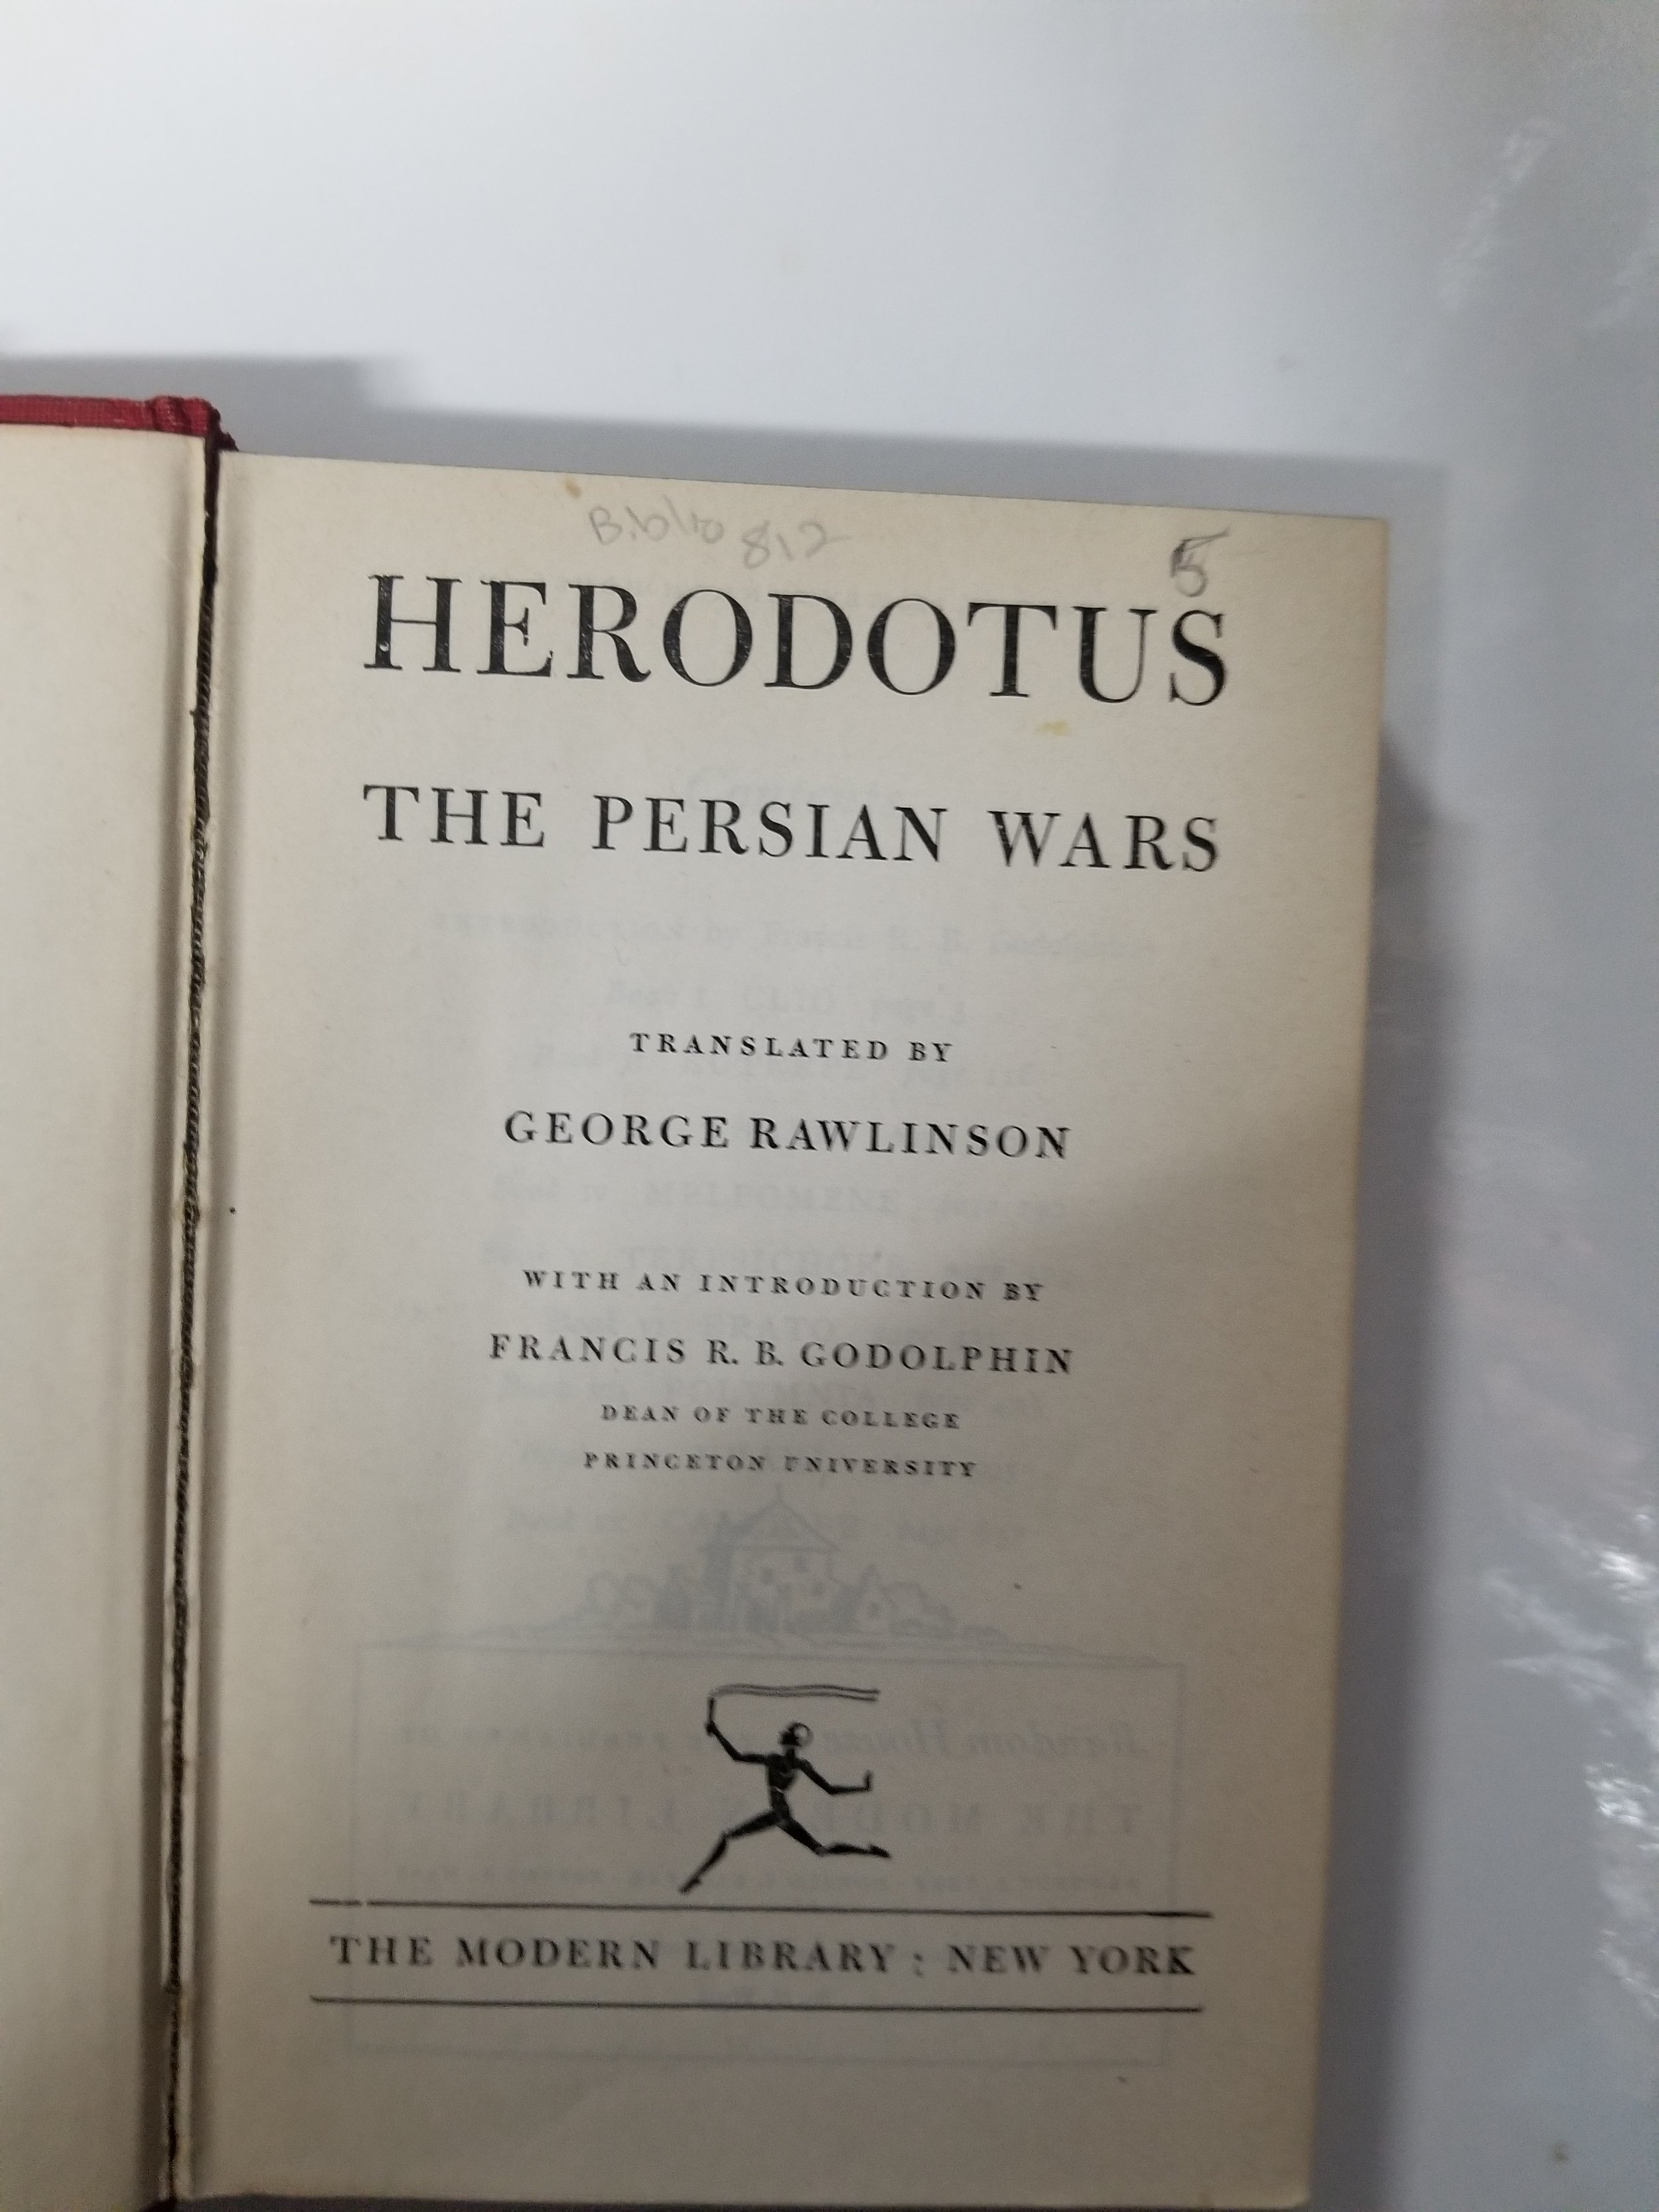 Biblio 812
5
HERODOTUS
THE PERSIAN WARS
TRANSLATED BY
GEORGE RAWLINSON
WITH AN INTRODUCTION BY
FRANCIS R. B. GODOLPHIN
DEAN OF THE COLLEGE
PRINCETON UNIVERSITY
THE MODERN LIBRARY : NEW YORK